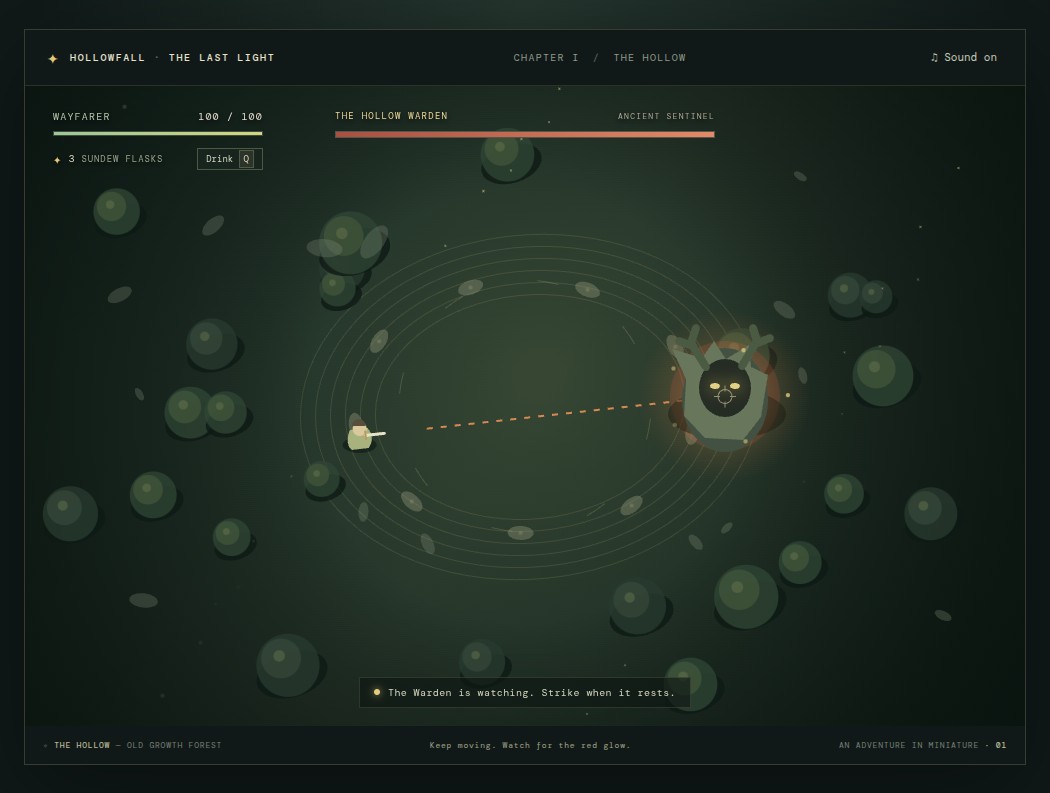 ✦ HOLLOWFALL · THE LAST LIGHT
CHAPTER I / THE HOLLOW
♫ Sound on
WAYFARER 100 / 100
✦ 3 SUNDEW FLASKS
Drink Q
THE HOLLOW WARDEN
ANCIENT SENTINEL
The Warden is watching. Strike when it rests.
THE HOLLOW — OLD GROWTH FOREST
Keep moving. Watch for the red glow.
AN ADVENTURE IN MINIATURE · 01